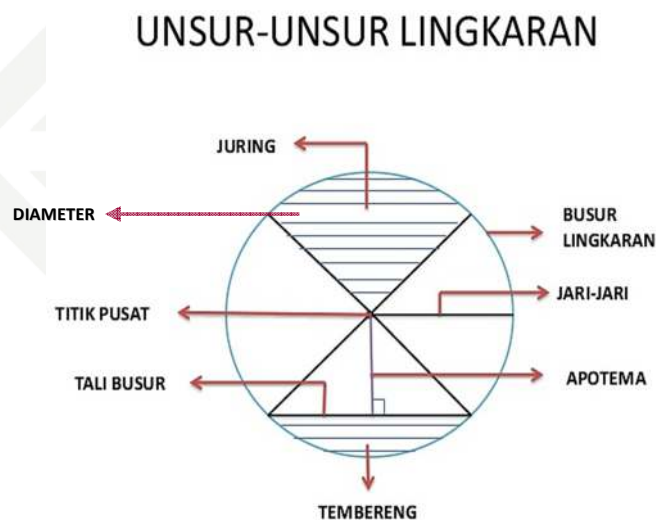 UNSUR-UNSUR LINGKARAN
JURING
DIAMETER
BUSUR
LINGKARAN
JARI-JARI
TITIK PUSAT
TALI BUSUR
APOTEMA
TEMBERENG